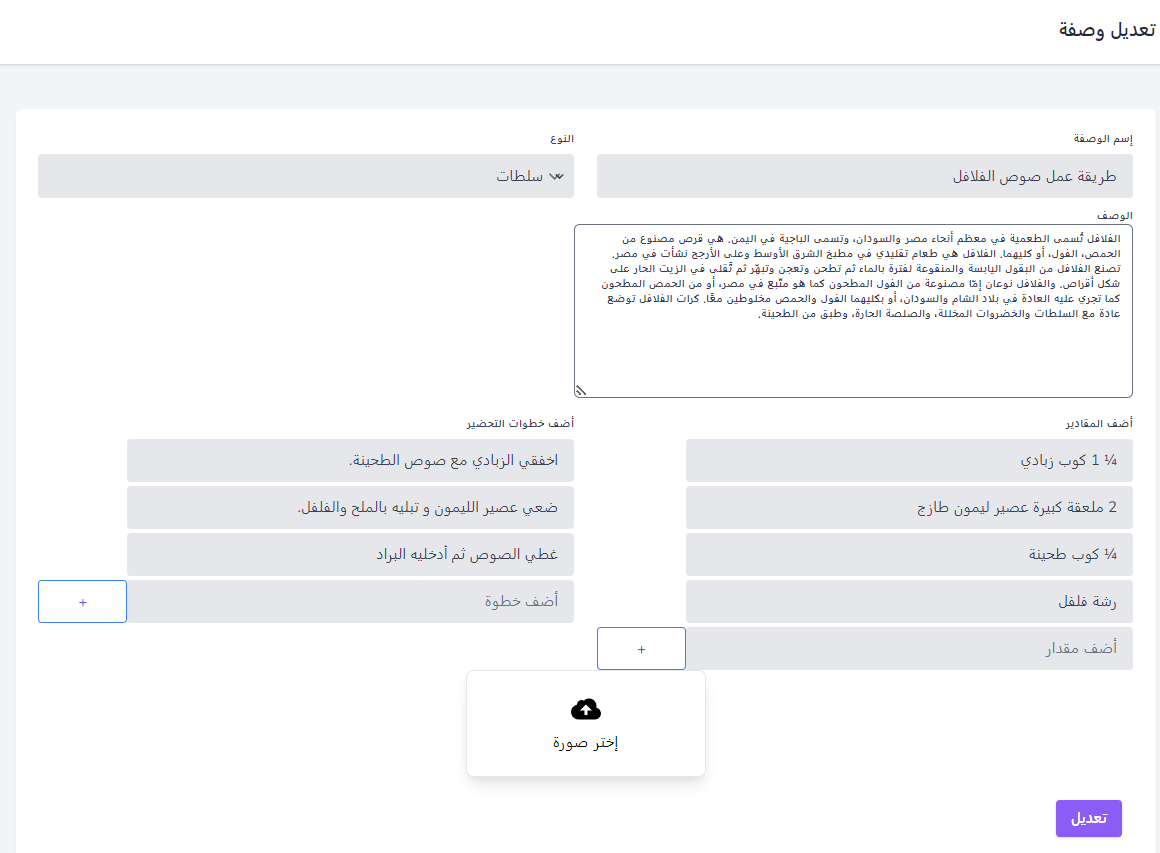 تعديل وصفة
إسم الوصفة
النوع
طريقة عمل صوص الفلافل
سلطات
الوصف
الفلافل تُسمى الطعمية في معظم أنحاء مصر والسودان، وتسمى الباجية في اليمن. هي قرص مصنوع من
الحمص، الفول، أو كليهما. الفلافل هي طعام تقليدي في مطبخ الشرق الأوسط وعلى الأرجح نشأت في مصر.
تصنع الفلافل من البقول اليابسة والمنقوعة لفترة بالماء ثم تطحن وتعجن وتبهّر ثم تُقلى في الزيت الحار على
شكل أقراص. والفلافل نوعان إمّا مصنوعة من الفول المطحون كما هو متّبع في مصر، أو من الحمص المطحون
كما تجري عليه العادة في بلاد الشام والسودان، أو بكليهما الفول والحمص مخلوطين معًا. كرات الفلافل توضع
عادة مع السلطات والخضروات المخللة، والصلصة الحارة، وطبق من الطحينة.
أضف المقادير
¼ 1 كوب زبادي
2 ملعقة كبيرة عصير ليمون طازج
¼ كوب طحينة
رشة فلفل
أضف مقدار
+
أضف خطوات التحضير
اخفقي الزبادي مع صوص الطحينة.
ضعي عصير الليمون و تبليه بالملح والفلفل.
غطي الصوص ثم أدخليه البراد
أضف خطوة
+
إختر صورة
تعديل